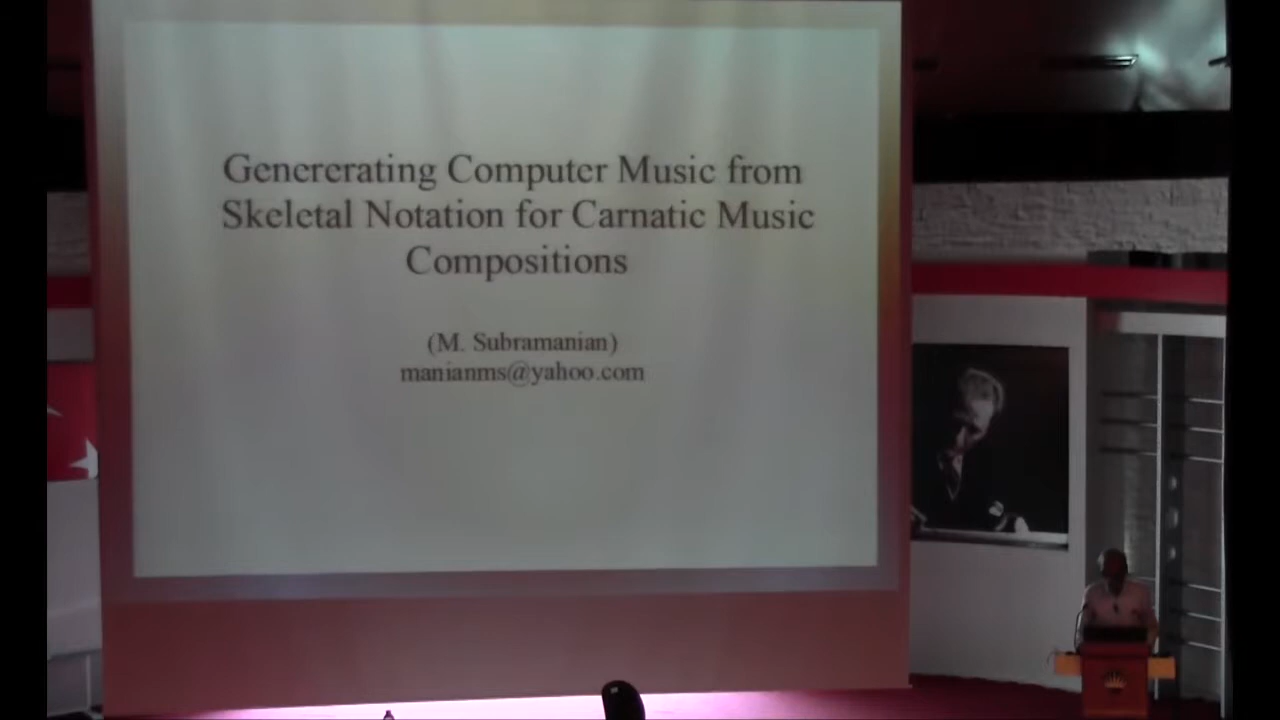 Genererating Computer Music from
Skeletal Notation for Carnatic Music
Compositions
(M. Subramanian)
manianms@yahoo.com